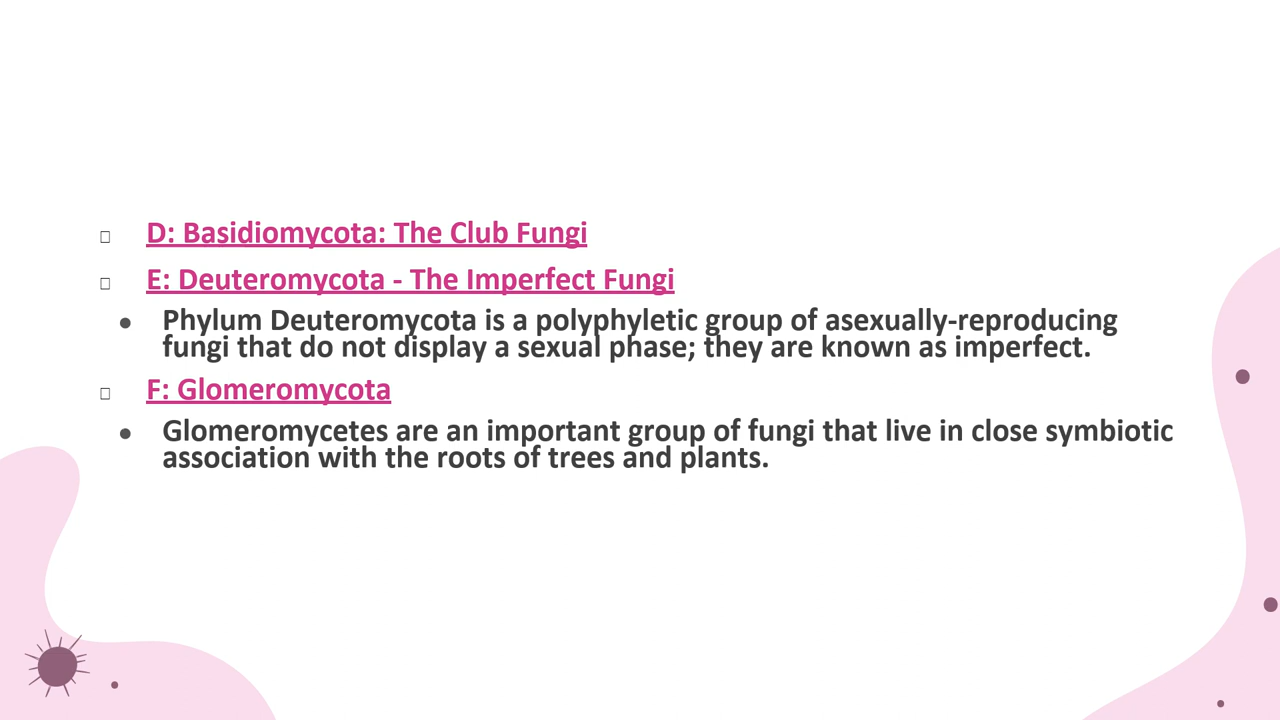 D: Basidiomycota: The Club Fungi
E: Deuteromycota - The Imperfect Fungi
• Phylum Deuteromycota is a polyphyletic group of asexually-reproducing
fungi that do not display a sexual phase; they are known as imperfect.
F: Glomeromycota
• Glomeromycetes are an important group of fungi that live in close symbiotic
association with the roots of trees and plants.